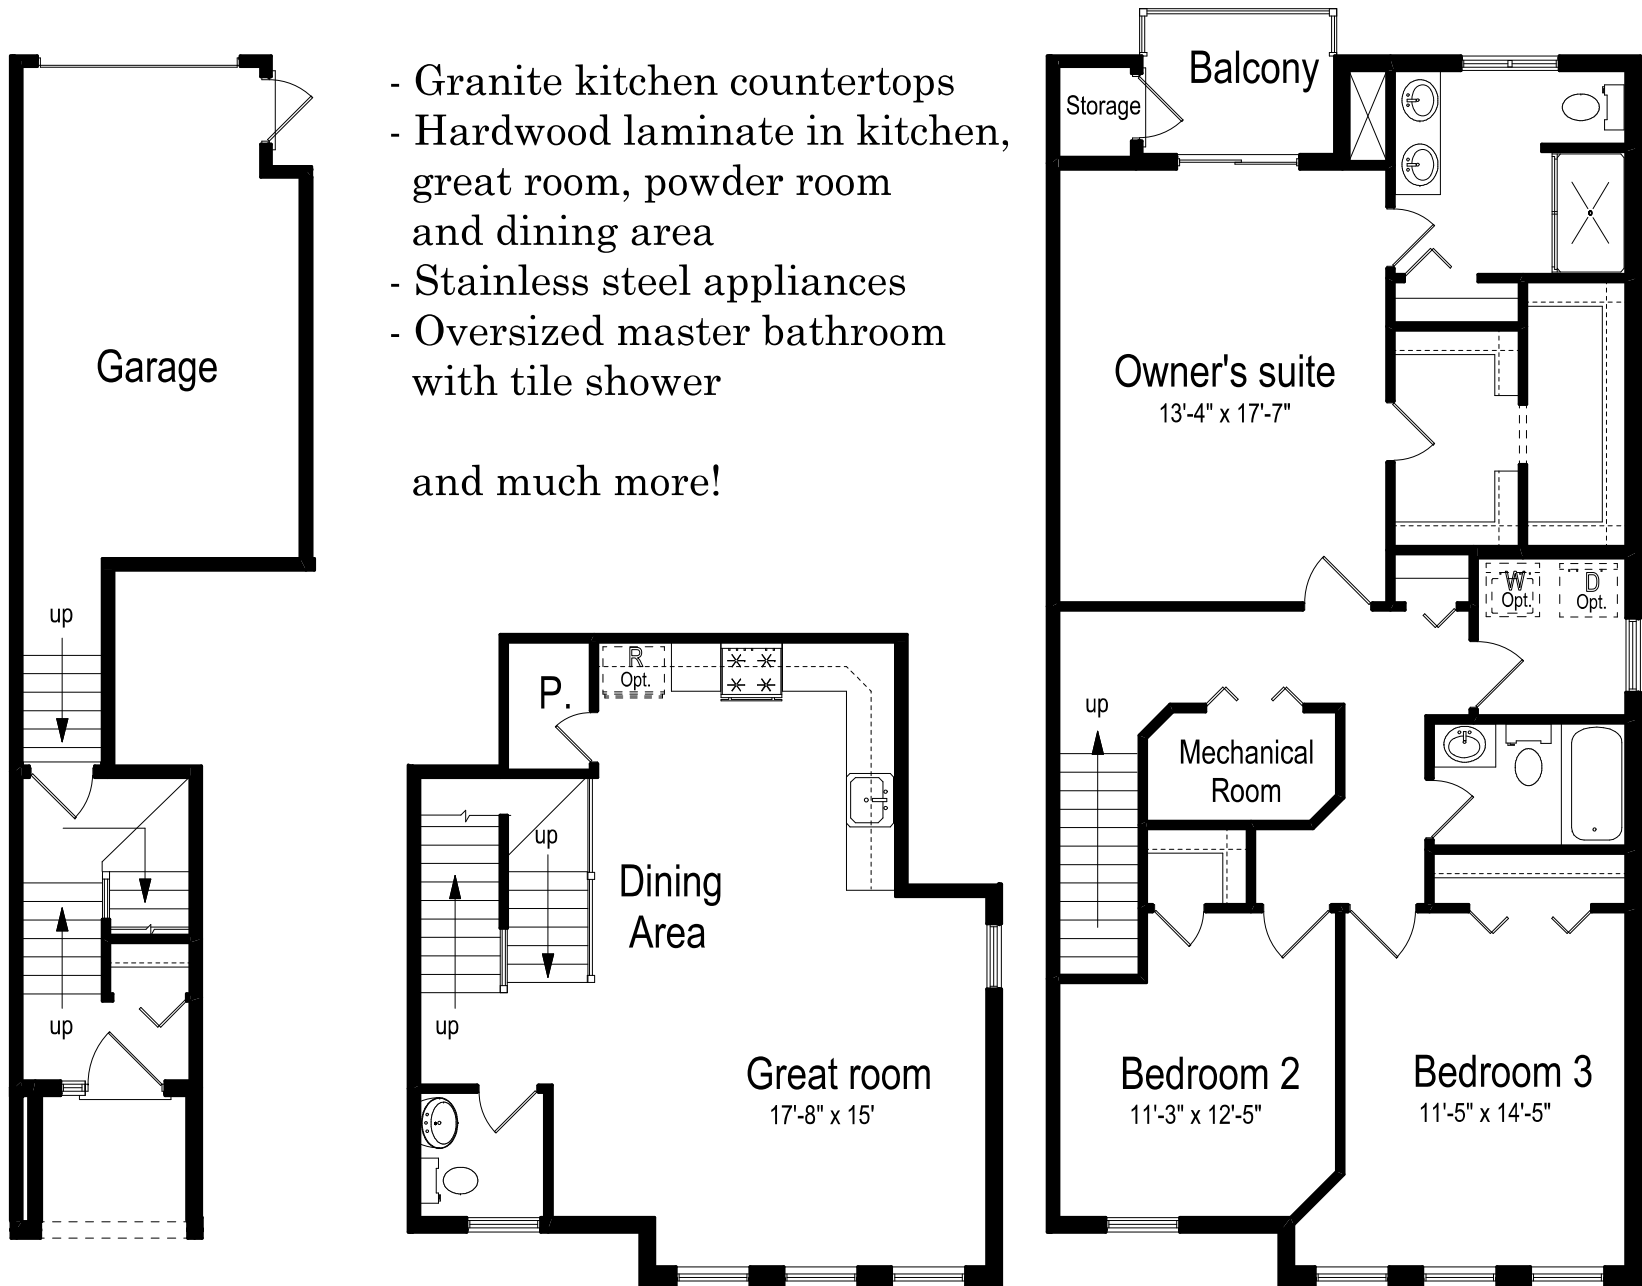 - Granite kitchen countertops
- Hardwood laminate in kitchen,
great room, powder room
and dining area
- Stainless steel appliances
- Oversized master bathroom
with tile shower
and much more!
Garage
up
up
P.
R
Opt.
up
Dining
Area
up
Great room
17'-8" x 15'
Balcony
Storage
Owner's suite
13'-4" x 17'-7"
W
Opt.
D
Opt.
up
Mechanical
Room
Bedroom 2
11'-3" x 12'-5"
Bedroom 3
11'-5" x 14'-5"